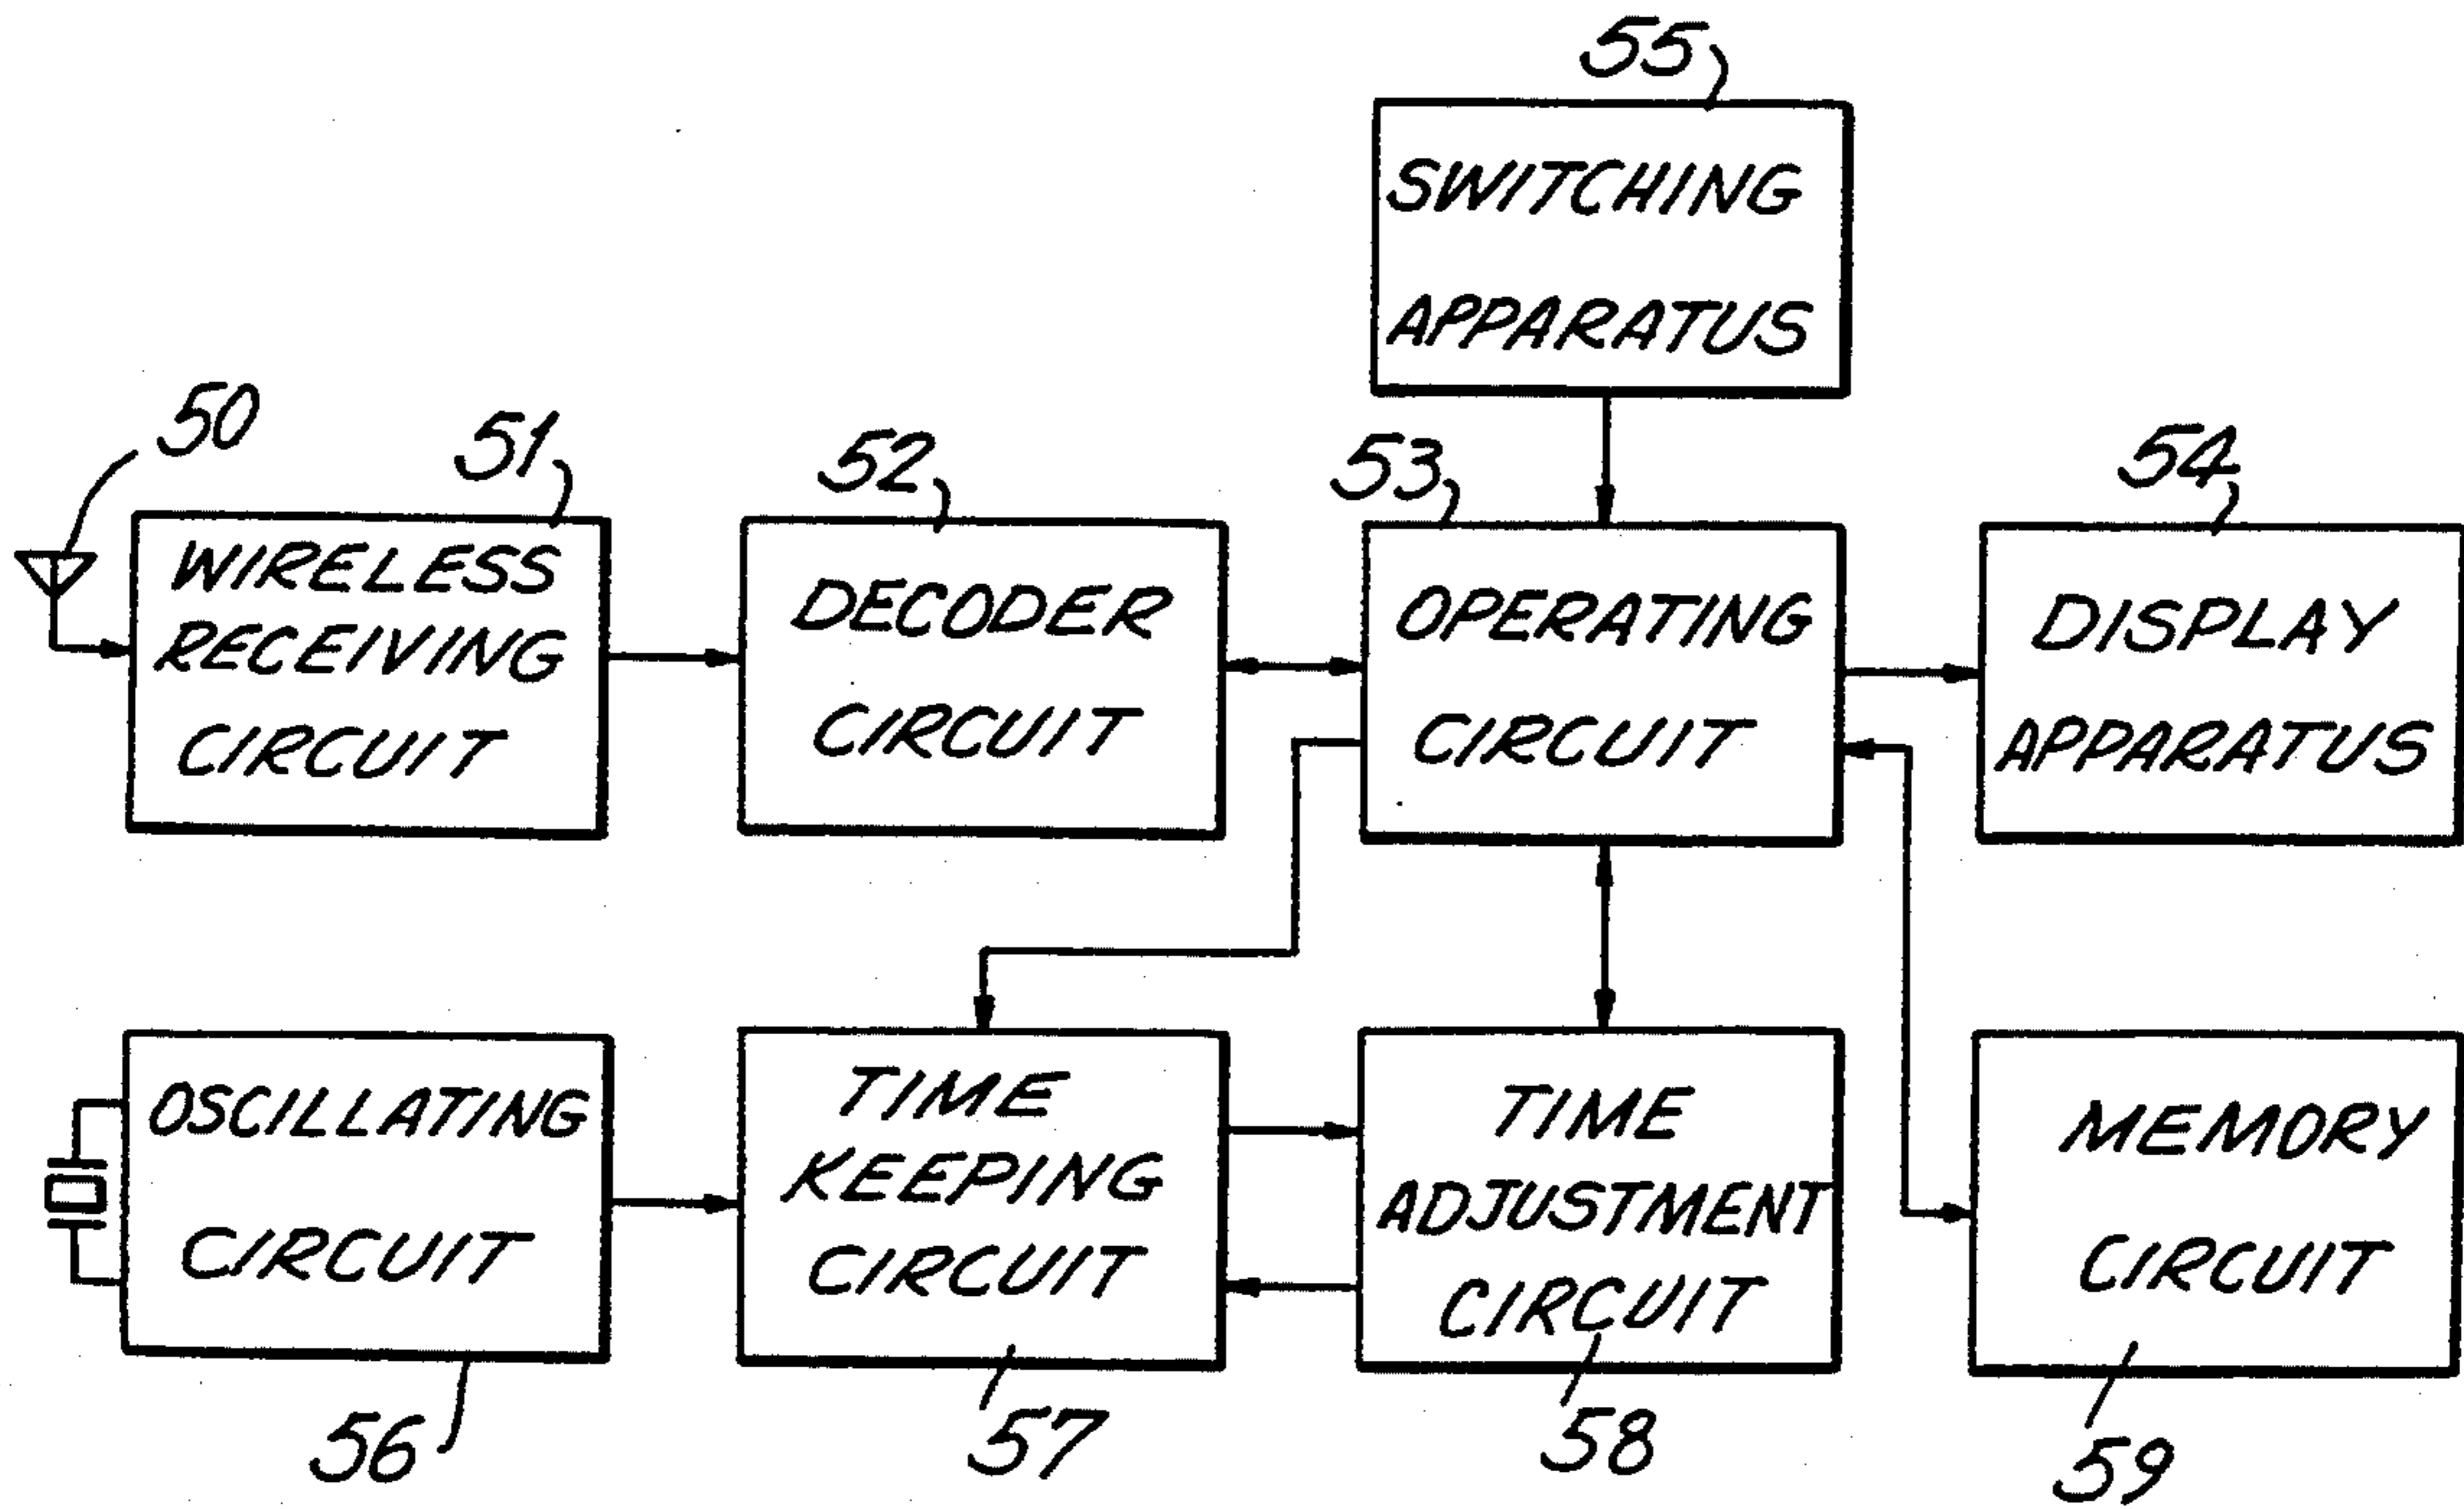 55
SWITCHING
APPARATUS
50
51
WIRELESS
RECEIVING
CIRCUIT
52
DECODER
CIRCUIT
53
OPERATING
CIRCUIT
54
DISPLAY
APPARATUS
OSCILLATING
CIRCUIT
56
TIME
KEEPING
CIRCUIT
57
TIME
ADJUSTMENT
CIRCUIT
58
MEMORY
CIRCUIT
59